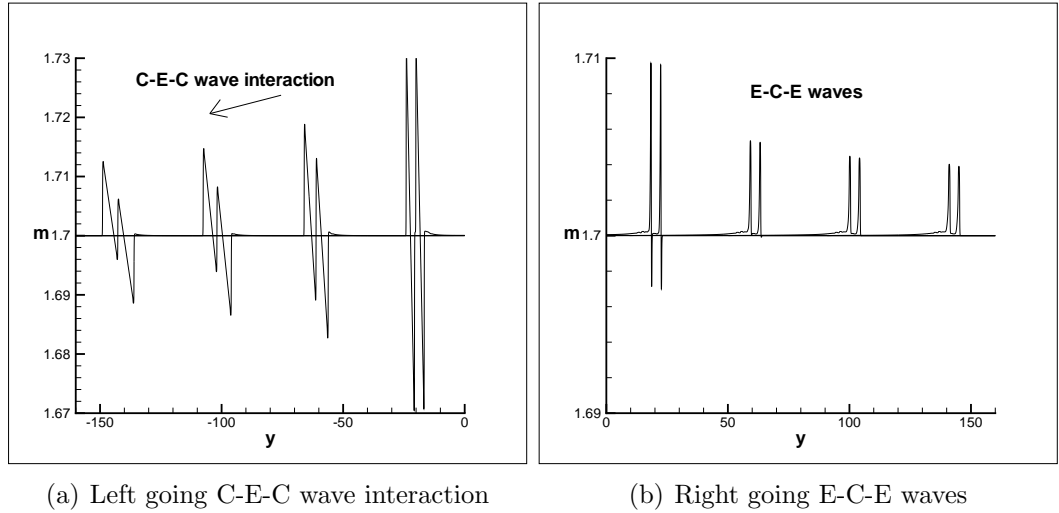 1.73
1.72
1.71
m 1.7
1.69
1.68
1.67
-150 -100 -50 0
y
C-E-C wave interaction
1.71
m 1.7
1.69
0 50 100 150
y
E-C-E waves
(a) Left going C-E-C wave interaction
(b) Right going E-C-E waves